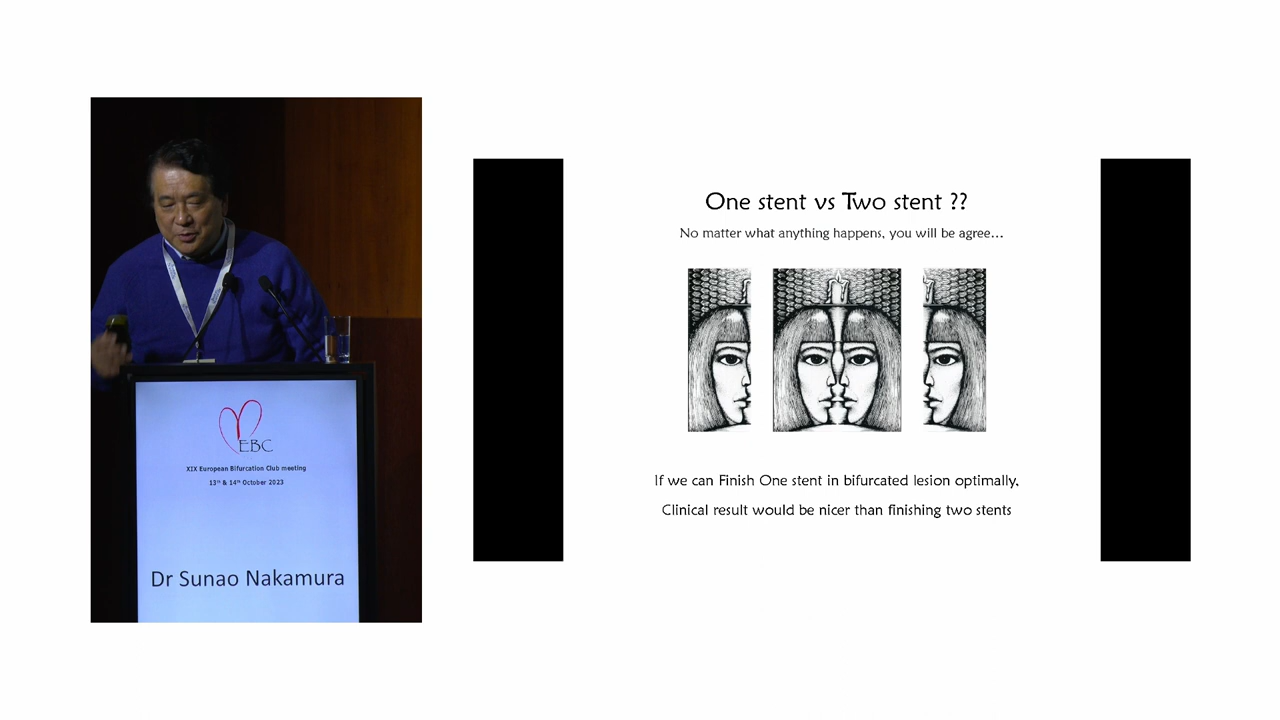 EBC
XIX European Bifurcation Club meeting
13th & 14th October 2023
Dr Sunao Nakamura
One stent vs Two stent ??
No matter what anything happens, you will be agree...
If we can Finish One stent in bifurcated lesion optimally,
Clinical result would be nicer than finishing two stents